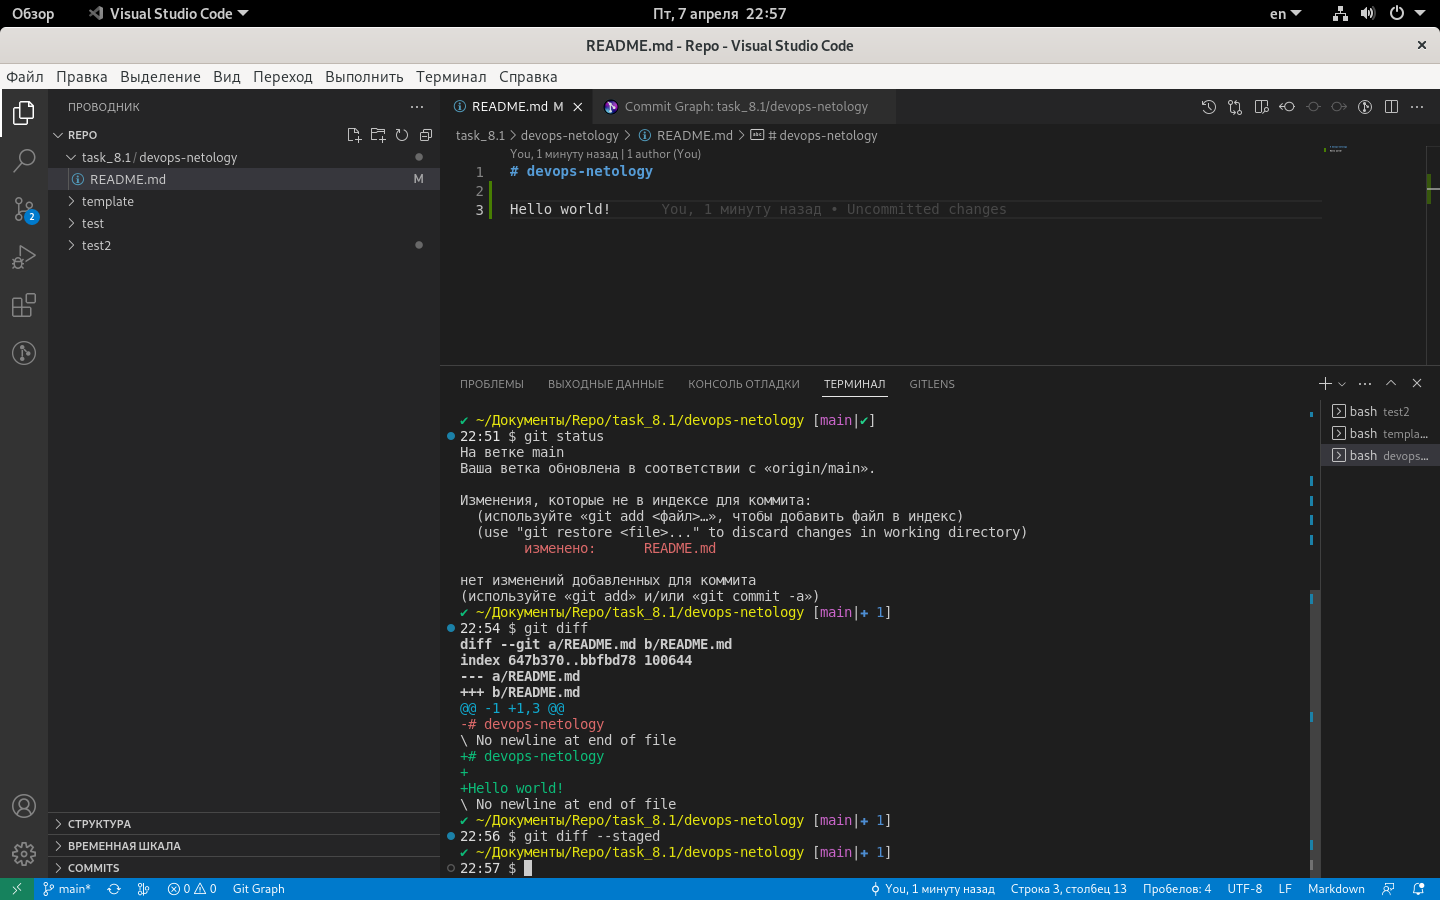 Обзор Visual Studio Code Пт, 7 апреля 22:57 en
README.md - Repo - Visual Studio Code
Файл Правка Выделение Вид Переход Выполнить Терминал Справка
ПРОВОДНИК
REPO
task_8.1 / devops-netology
README.md M
template
test
test2
2
СТРУКТУРА
ВРЕМЕННАЯ ШКАЛА
COMMITS
README.md M Commit Graph: task_8.1/devops-netology
task_8.1 > devops-netology > README.md > # devops-netology
You, 1 минуту назад | 1 author (You)
1 # devops-netology
2
3 Hello world! You, 1 минуту назад • Uncommitted changes
ПРОБЛЕМЫ ВЫХОДНЫЕ ДАННЫЕ КОНСОЛЬ ОТЛАДКИ ТЕРМИНАЛ GITLENS
bash test2
bash templa...
bash devops...
✔ ~/Документы/Repo/task_8.1/devops-netology [main|✔]
22:51 $ git status
На ветке main
Ваша ветка обновлена в соответствии с «origin/main».
Изменения, которые не в индексе для коммита:
(используйте «git add <файл>…», чтобы добавить файл в индекс)
(use "git restore <file>..." to discard changes in working directory)
изменено: README.md
нет изменений добавленных для коммита
(используйте «git add» и/или «git commit -a»)
✔ ~/Документы/Repo/task_8.1/devops-netology [main|✚ 1]
22:54 $ git diff
diff --git a/README.md b/README.md
index 647b370..bbfbd78 100644
--- a/README.md
+++ b/README.md
@@ -1 +1,3 @@
-# devops-netology
\ No newline at end of file
+# devops-netology
+
+Hello world!
\ No newline at end of file
✔ ~/Документы/Repo/task_8.1/devops-netology [main|✚ 1]
22:56 $ git diff --staged
✔ ~/Документы/Repo/task_8.1/devops-netology [main|✚ 1]
22:57 $
main* 0 0 Git Graph You, 1 минуту назад Строка 3, столбец 13 Пробелов: 4 UTF-8 LF Markdown